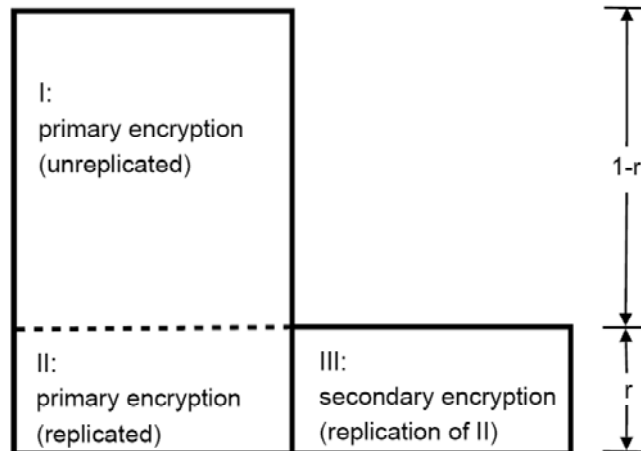 I:
primary encryption
(unreplicated)
1-r
II:
primary encryption
(replicated)
III:
secondary encryption
(replication of II)
r